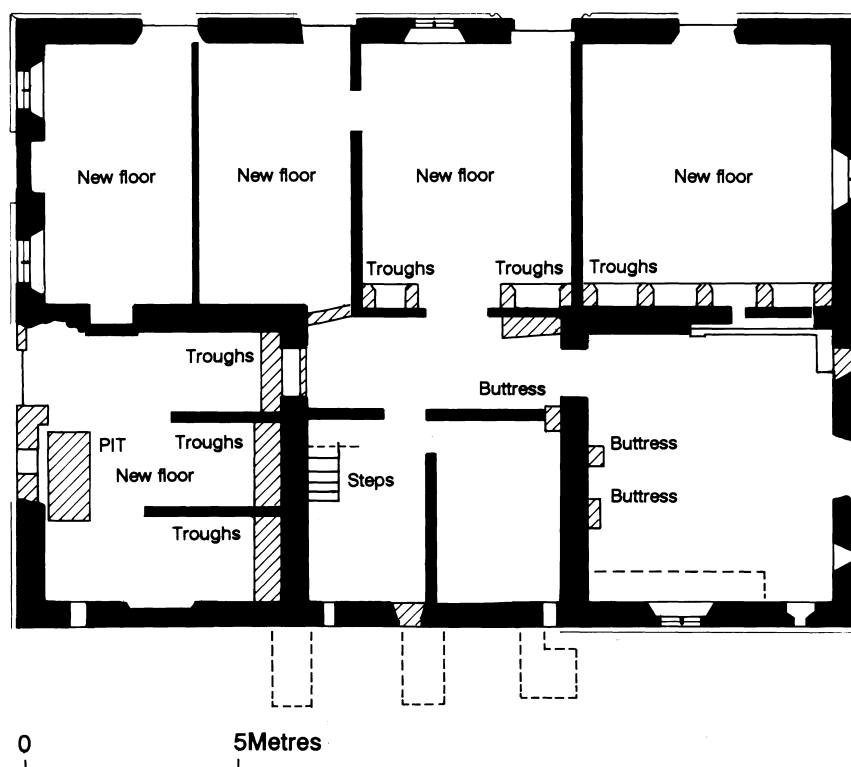 New floor
New floor
New floor
New floor
Troughs
Troughs
Troughs
Troughs
Buttress
PIT
Troughs
Buttress
New floor
Steps
Buttress
Troughs
0
5Metres